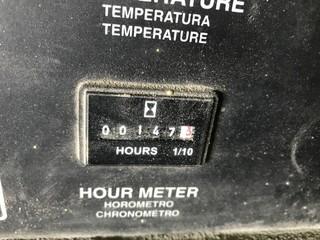 TEMPERATURA
TEMPERATURE
00147
HOURS 1/10
HOUR METER
HOROMETRO
CHRONOMETRO